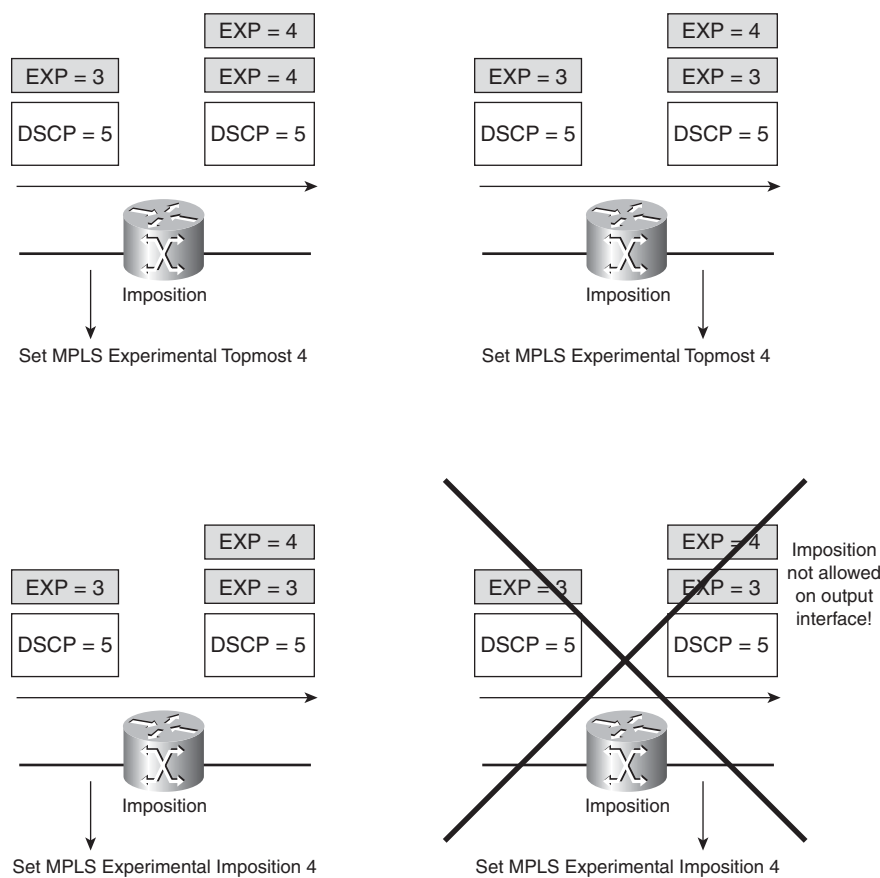 EXP = 4
EXP = 3
EXP = 4
DSCP = 5
DSCP = 5
Imposition
Set MPLS Experimental Topmost 4
EXP = 4
EXP = 3
EXP = 3
DSCP = 5
DSCP = 5
Imposition
Set MPLS Experimental Topmost 4
EXP = 4
EXP = 3
EXP = 3
DSCP = 5
DSCP = 5
Imposition
Set MPLS Experimental Imposition 4
EXP = 4
EXP = 3
EXP = 3
DSCP = 5
DSCP = 5
Imposition
not allowed
on output
interface!
Imposition
Set MPLS Experimental Imposition 4